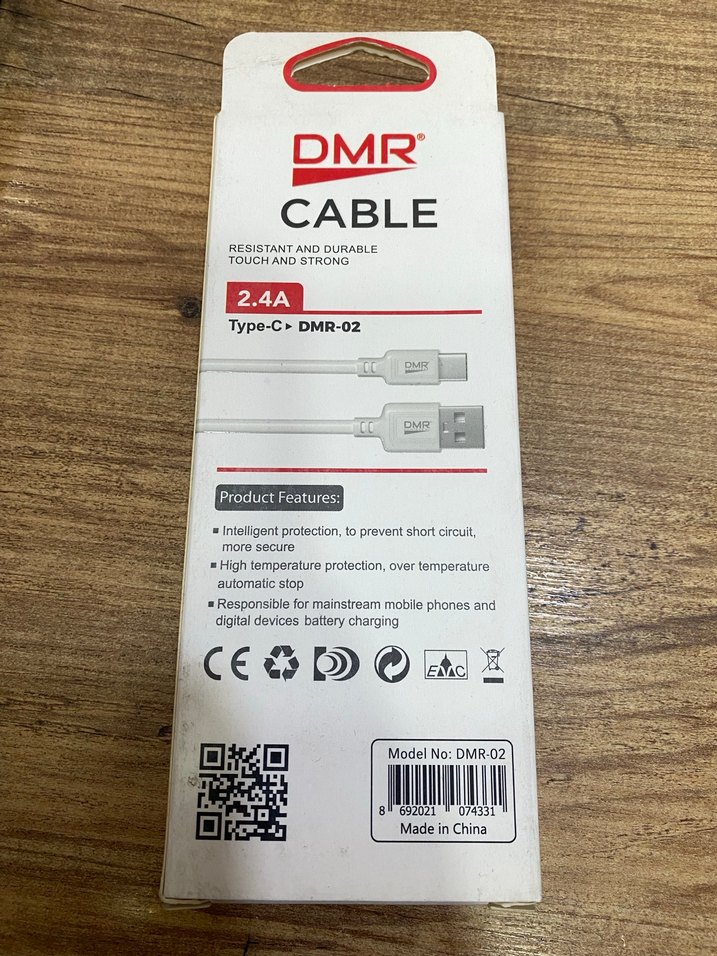 DMR®
CABLE
RESISTANT AND DURABLE
TOUCH AND STRONG
2.4A
Type-C▸ DMR-02
DMR
DMR
Product Features:
▪ Intelligent protection, to prevent short circuit,
more secure
▪ High temperature protection, over temperature
automatic stop
▪ Responsible for mainstream mobile phones and
digital devices battery charging
CE
EMC
Model No: DMR-02
8 692021 074331
Made in China